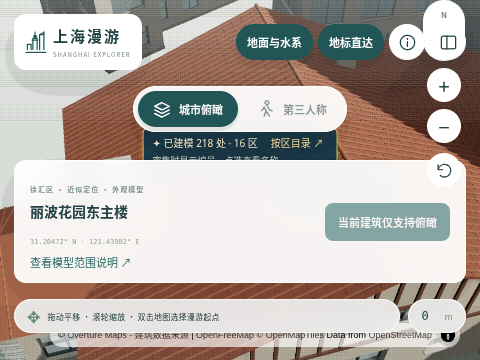 上海漫游
SHANGHAI EXPLORER
地面与水系
地标直达
N
城市俯瞰
第三人称
✦ 已建模 218 处 · 16 区 按区目录 ↗
徐汇区 • 近似定位 • 外观模型
丽波花园东主楼
31.20472° N · 121.43982° E
查看模型范围说明 ↗
当前建筑仅支持俯瞰
拖动平移 • 滚轮缩放 • 双击地图选择漫游起点
0 m
© Overture Maps · 建筑数据来源 | OpenFreeMap © OpenMapTiles Data from OpenStreetMap